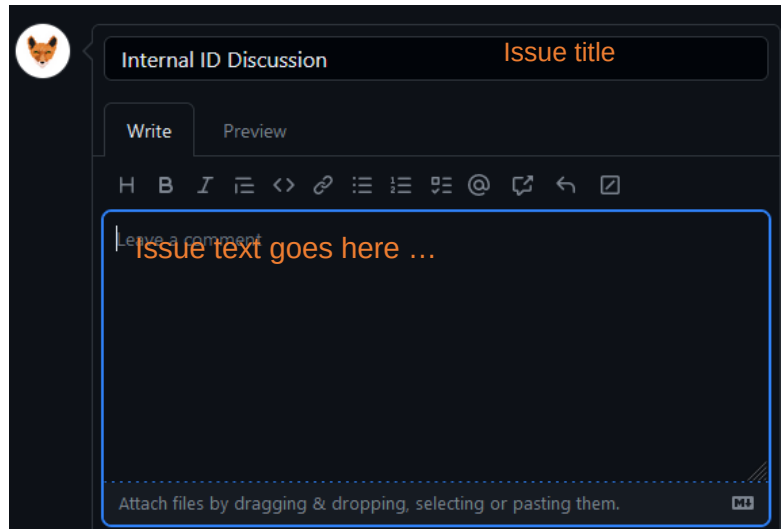 Internal ID Discussion
Issue title
Write
Preview
Leave a comment
Issue text goes here …
Attach files by dragging & dropping, selecting or pasting them.